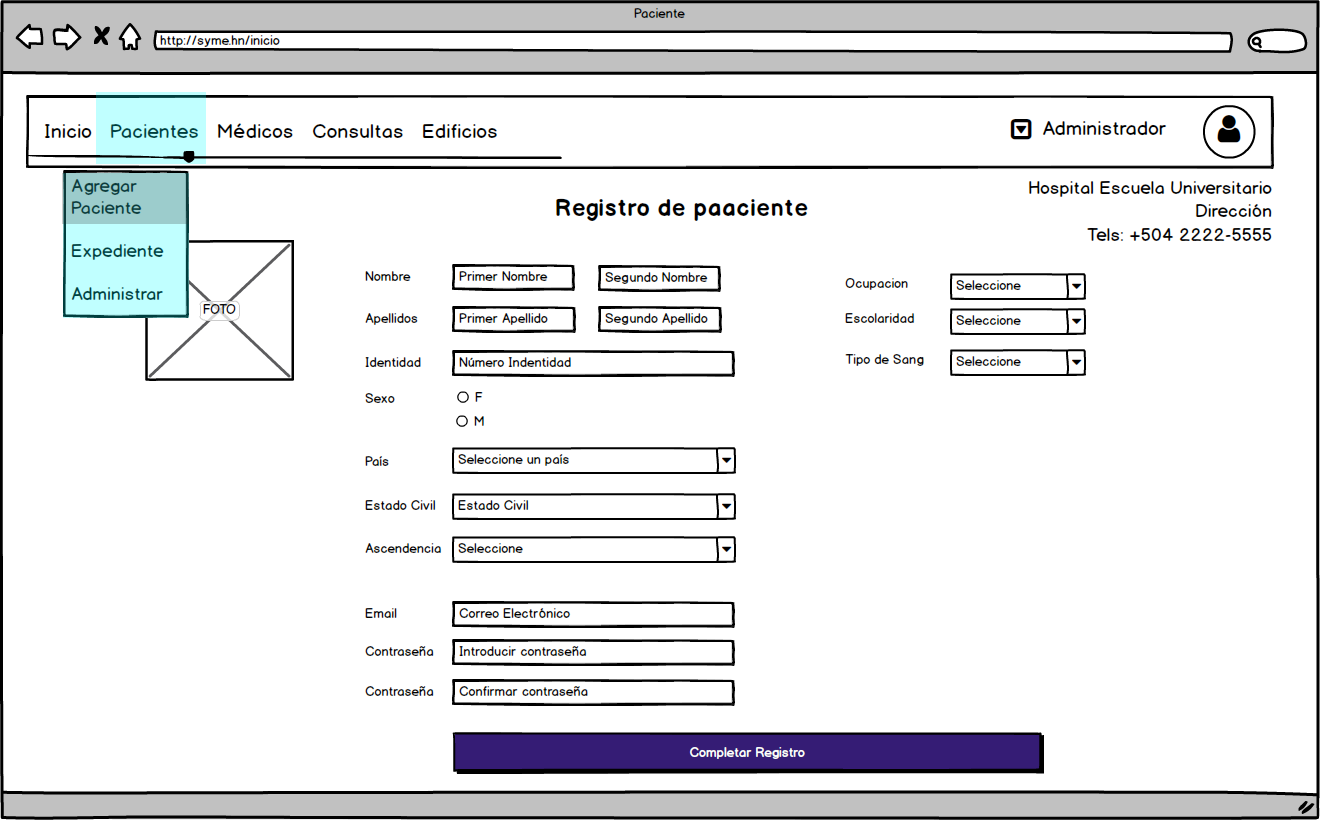 Paciente
http://syme.hn/inicio
Inicio Pacientes Médicos Consultas Edificios
Administrador
Agregar
Paciente
Expediente
Administrar
Hospital Escuela Universitario
Dirección
Tels: +504 2222-5555
Registro de paaciente
FOTO
Nombre Primer Nombre Segundo Nombre
Apellidos Primer Apellido Segundo Apellido
Identidad Número Indentidad
Sexo F
M
País Seleccione un país
Estado Civil Estado Civil
Ascendencia Seleccione
Email Correo Electrónico
Contraseña Introducir contraseña
Contraseña Confirmar contraseña
Ocupacion Seleccione
Escolaridad Seleccione
Tipo de Sang Seleccione
Completar Registro